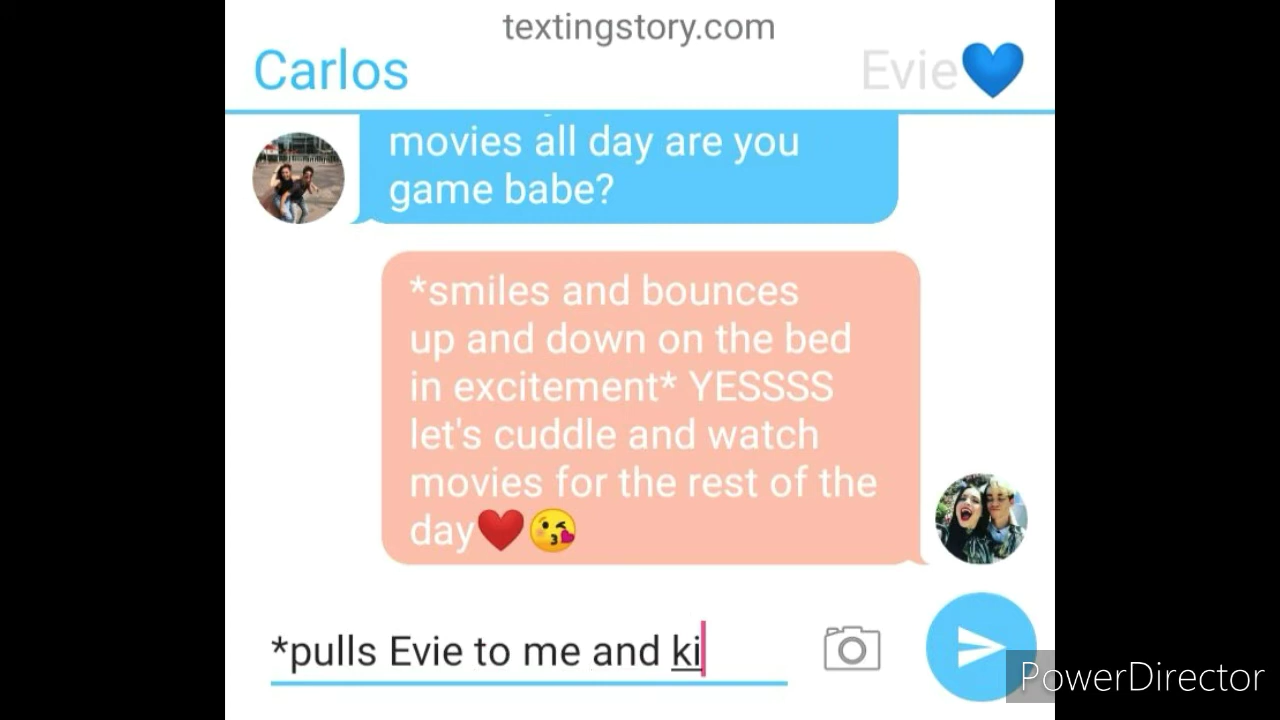 textingstory.com
Carlos
Evie💙
movies all day are you
game babe?
*smiles and bounces
up and down on the bed
in excitement* YESSSS
let's cuddle and watch
movies for the rest of the
day❤️😘
*pulls Evie to me and ki
PowerDirector